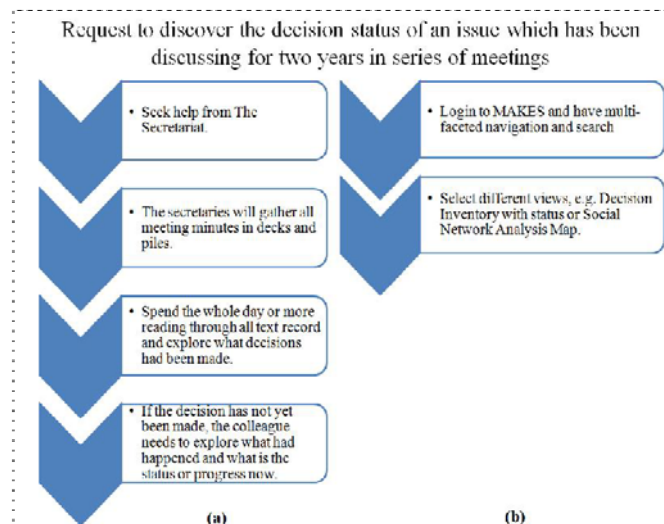 Request to discover the decision status of an issue which has been
discussing for two years in series of meetings
• Seek help from The
Secretariat.
• The secretaries will gather all
meeting minutes in decks and
piles.
• Spend the whole day or more
reading through all text record
and explore what decisions
had been made.
• If the decision has not yet
been made, the colleague
needs to explore what had
happened and what is the
status or progress now.
(a)
• Login to MAKES and have multi-
faceted navigation and search
• Select different views, e.g. Decision
Inventory with status or Social
Network Analysis Map.
(b)